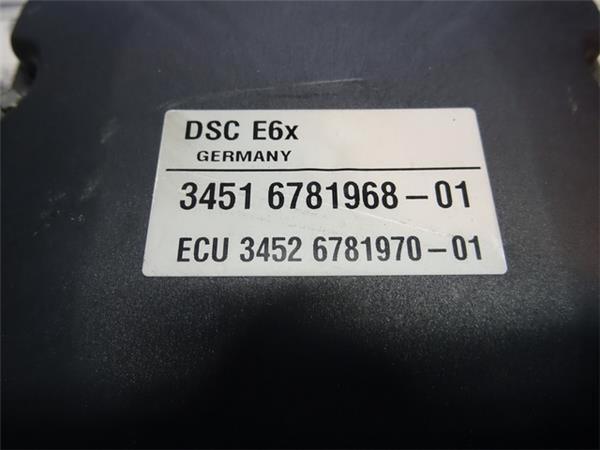 DSC E6x
GERMANY
3451 6781968-01
ECU 3452 6781970-01